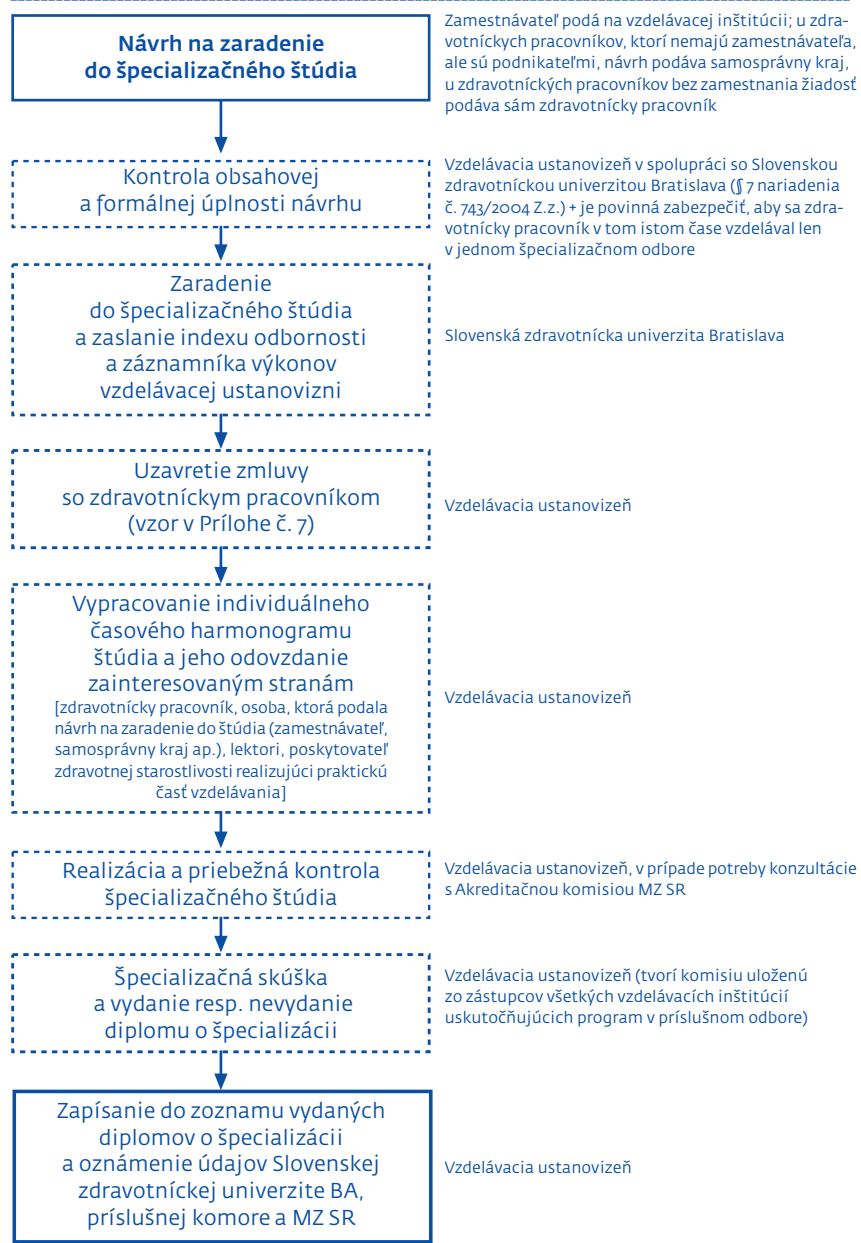 Návrh na zaradenie
do špecializačného štúdia
Zamestnávateľ podá na vzdelávacej inštitúcii; u zdra-
votníckych pracovníkov, ktorí nemajú zamestnávateľa,
ale sú podnikateľmi, návrh podáva samosprávny kraj,
u zdravotníckých pracovníkov bez zamestnania žiadosť
podáva sám zdravotnícky pracovník
Kontrola obsahovej
a formálnej úplnosti návrhu
Vzdelávacia ustanovizeň v spolupráci so Slovenskou
zdravotníckou univerzitou Bratislava (§ 7 nariadenia
č. 743/2004 Z.z.) + je povinná zabezpečiť, aby sa zdra-
votnícky pracovník v tom istom čase vzdelával len
v jednom špecializačnom odbore
Zaradenie
do špecializačného štúdia
a zaslanie indexu odbornosti
a záznamníka výkonov
vzdelávacej ustanovizni
Slovenská zdravotnícka univerzita Bratislava
Uzavretie zmluvy
so zdravotníckym pracovníkom
(vzor v Prílohe č. 7)
Vzdelávacia ustanovizeň
Vypracovanie individuálneho
časového harmonogramu
štúdia a jeho odovzdanie
zainteresovaným stranám
[zdravotnícky pracovník, osoba, ktorá podala
návrh na zaradenie do štúdia (zamestnávateľ,
samosprávny kraj ap.), lektori, poskytovateľ
zdravotnej starostlivosti realizujúci praktickú
časť vzdelávania]
Vzdelávacia ustanovizeň
Realizácia a priebežná kontrola
špecializačného štúdia
Vzdelávacia ustanovizeň, v prípade potreby konzultácie
s Akreditačnou komisiou MZ SR
Špecializačná skúška
a vydanie resp. nevydanie
diplomu o špecializácii
Vzdelávacia ustanovizeň (tvorí komisiu uloženú
zo zástupcov všetkých vzdelávacích inštitúcií
uskutočňujúcich program v príslušnom odbore)
Zapísanie do zoznamu vydaných
diplomov o špecializácii
a oznámenie údajov Slovenskej
zdravotníckej univerzite BA,
príslušnej komore a MZ SR
Vzdelávacia ustanovizeň